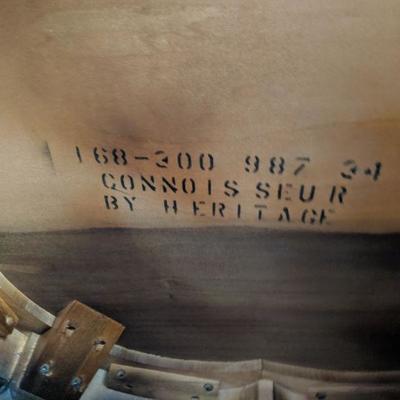 168-300 987 34
CONNOISSEUR
BY HERITAGE